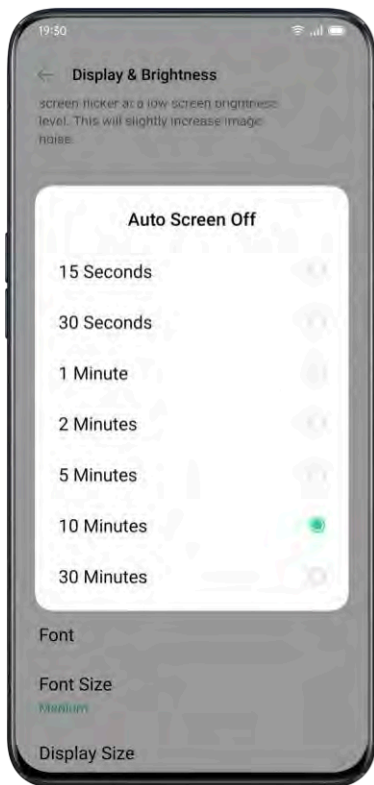 19:30
Display & Brightness
screen flicker at a low screen brightness
level. This will slightly increase image
noise.
Auto Screen Off
15 Seconds
30 Seconds
1 Minute
2 Minutes
5 Minutes
10 Minutes
30 Minutes
Font
Font Size
Medium
Display Size